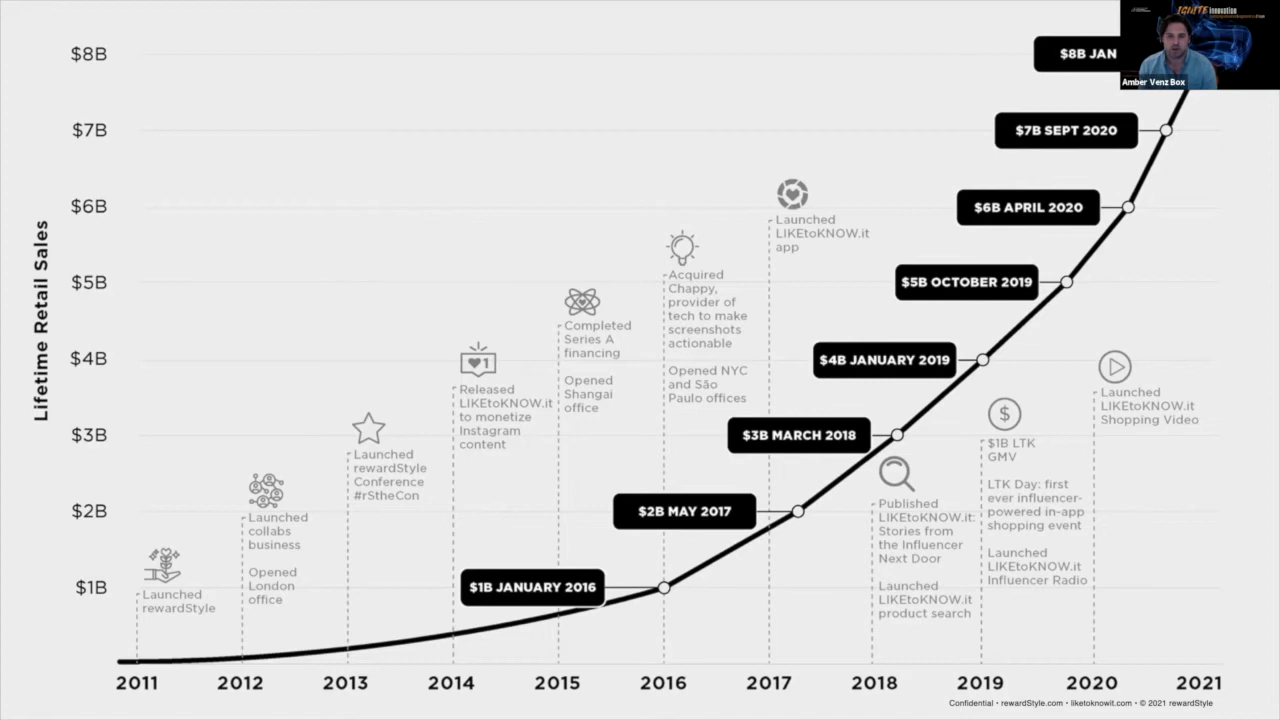 IGNITE Innovation
Amber Venz Box
Lifetime Retail Sales
$8B
$7B
$6B
$5B
$4B
$3B
$2B
$1B
$8B JAN
$7B SEPT 2020
$6B APRIL 2020
$5B OCTOBER 2019
$4B JANUARY 2019
$3B MARCH 2018
$2B MAY 2017
$1B JANUARY 2016
Launched
rewardStyle
Launched
collabs
business
Opened
London
office
Launched
rewardStyle
Conference
#rStheCon
1
Released
LIKEtoKNOW.it
to monetize
Instagram
content
Completed
Series A
financing
Opened
Shangai
office
Acquired
Chappy,
provider of
tech to make
screenshots
actionable
Opened NYC
and São
Paulo offices
Launched
LIKEtoKNOW.it
app
Published
LIKEtoKNOW.it:
Stories from
the Influencer
Next Door
Launched
LIKEtoKNOW.it
product search
$
$1B LTK
GMV
LTK Day: first
ever influencer-
powered in-app
shopping event
Launched
LIKEtoKNOW.it
Influencer Radio
Launched
LIKEtoKNOW.it
Shopping Video
2011 2012 2013 2014 2015 2016 2017 2018 2019 2020 2021
Confidential • rewardStyle.com • liketoknowit.com • © 2021 rewardStyle